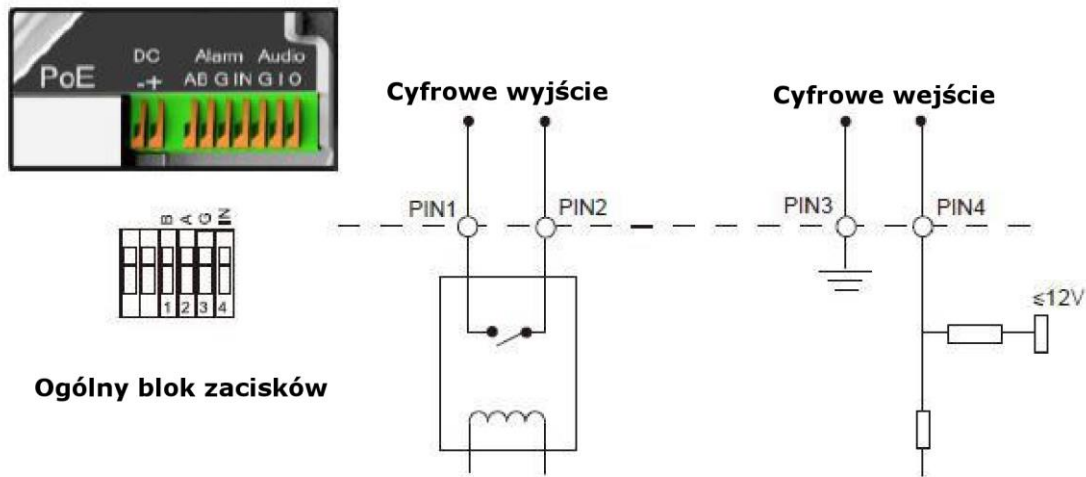 DC Alarm Audio
PoE -+ AB G IN G I O
Cyfrowe wyjście
Cyfrowe wejście
PIN1 PIN2
PIN3 PIN4
B A G IN
1 2 3 4
≤12V
Ogólny blok zacisków